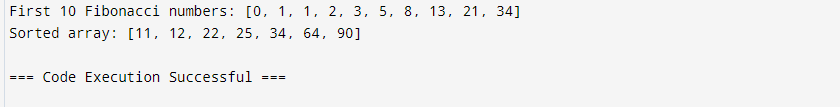 First 10 Fibonacci numbers: [0, 1, 1, 2, 3, 5, 8, 13, 21, 34]
Sorted array: [11, 12, 22, 25, 34, 64, 90]
=== Code Execution Successful ===